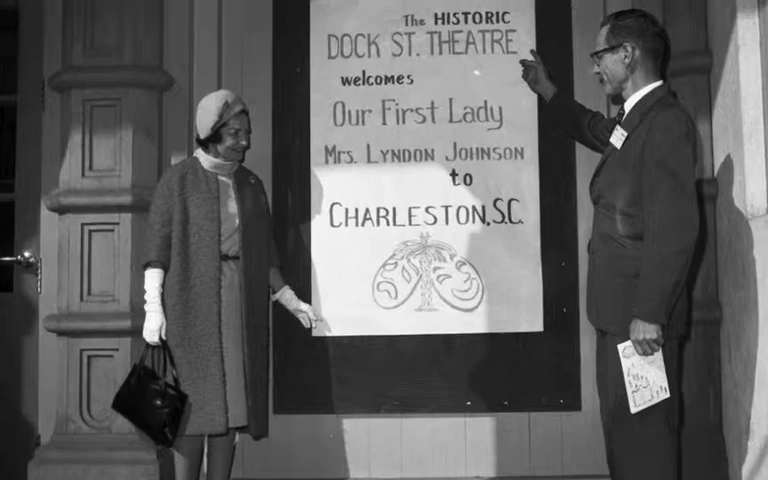 The HISTORIC
DOCK ST. THEATRE
welcomes
Our First Lady
Mrs. Lyndon Johnson
to
CHARLESTON, S.C.